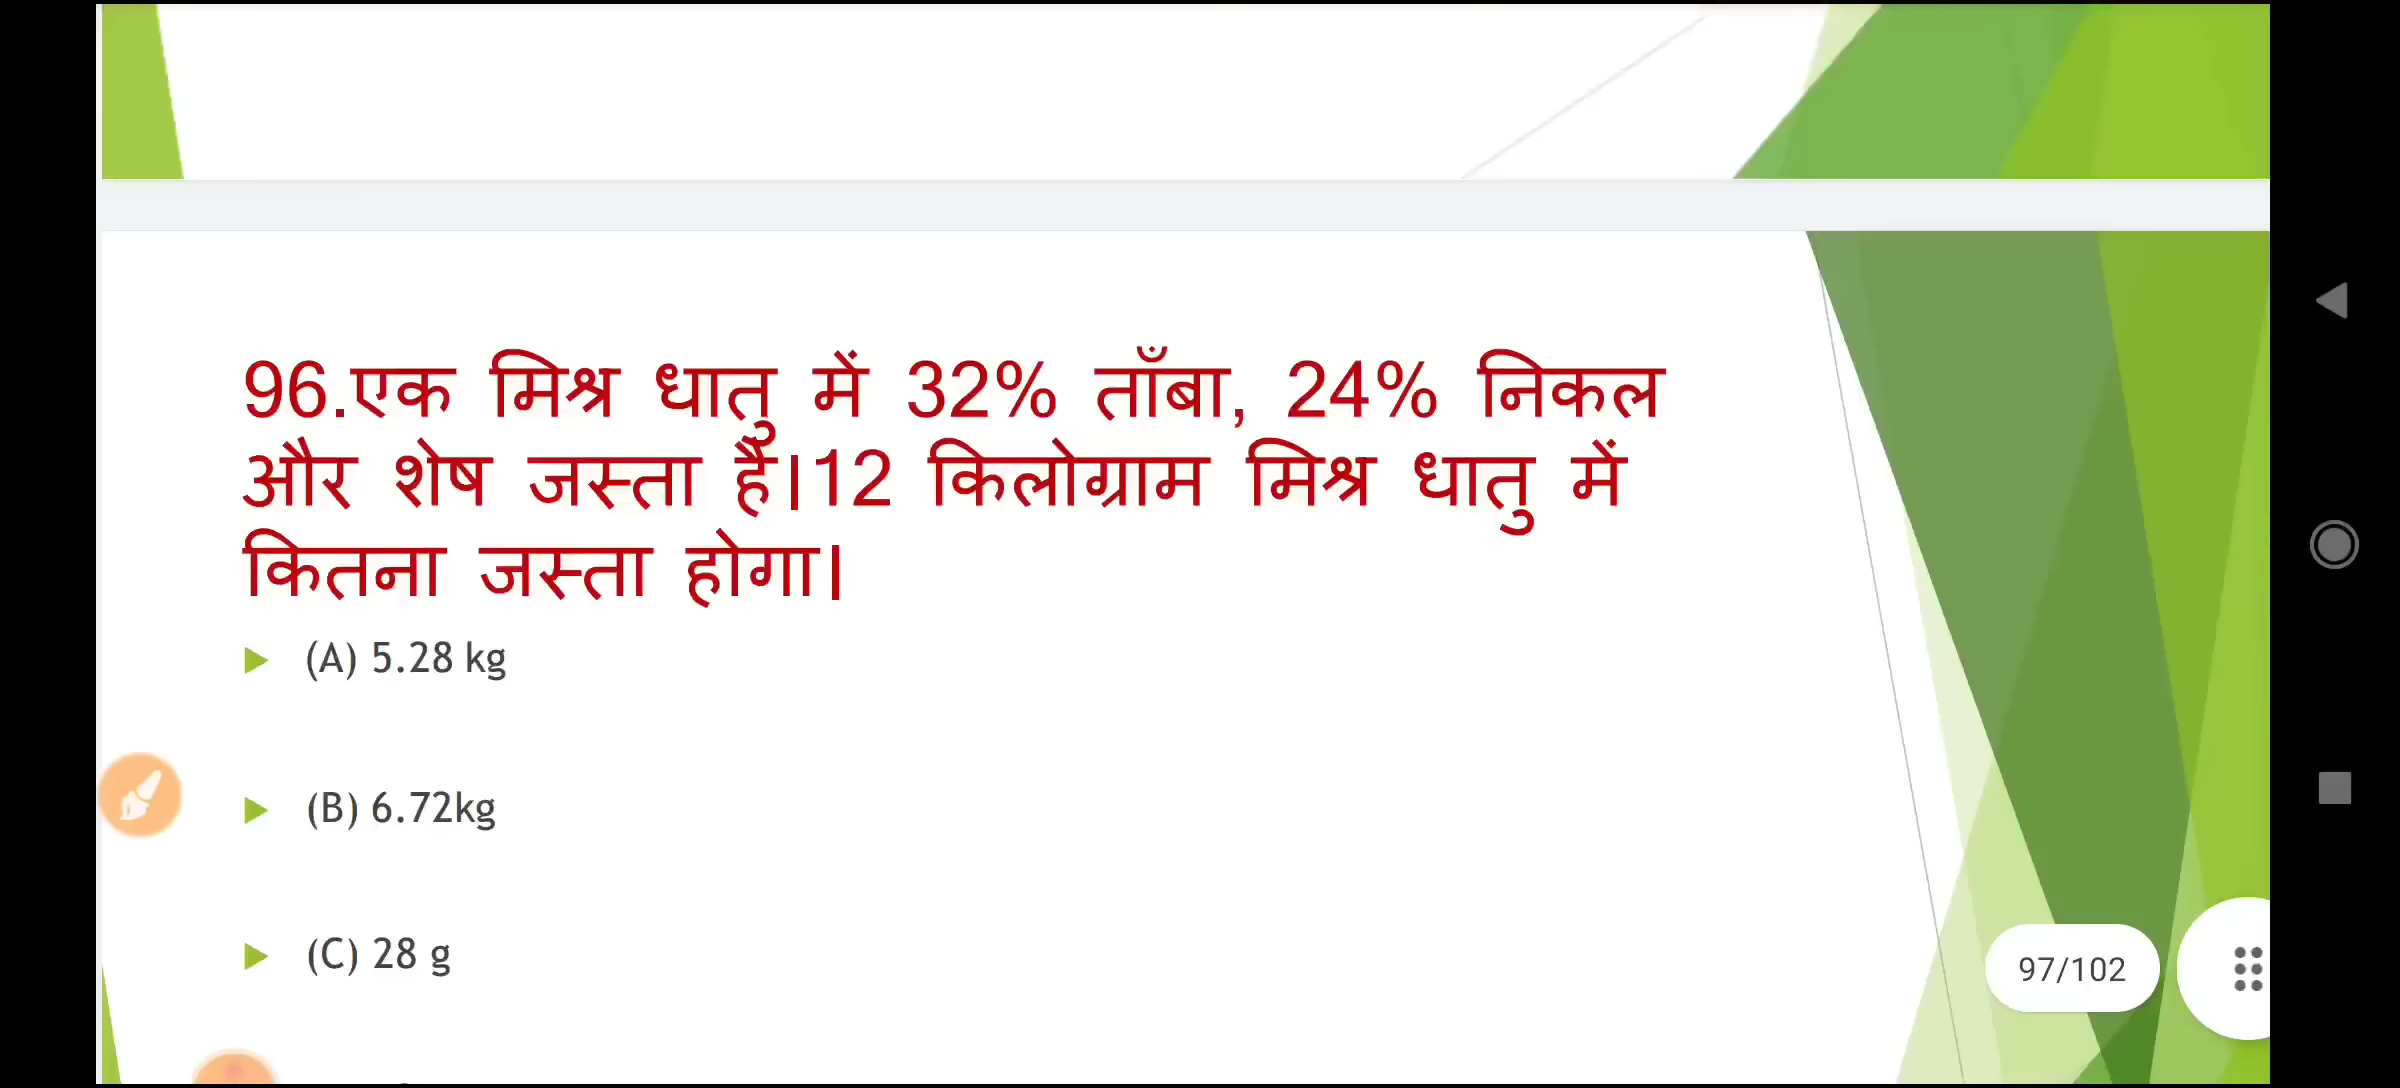 96.एक मिश्र धातु में 32% ताँबा, 24% निकल
और शेष जस्ता है।12 किलोग्राम मिश्र धातु में
कितना जस्ता होगा।
(A) 5.28 kg
(B) 6.72kg
(C) 28 g
97/102